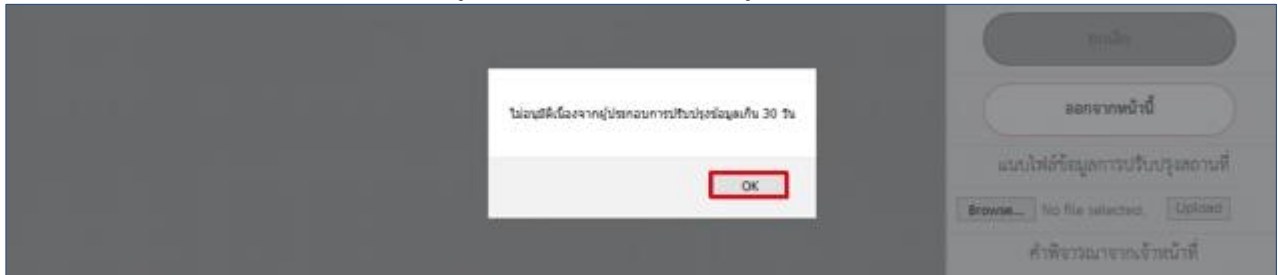 ยกเลิก
ไม่อนุมัติเนื่องจากผู้ประกอบการปรับปรุงข้อมูลเกิน 30 วัน
ออกจากหน้านี้
แนบไฟล์ข้อมูลการปรับปรุงสถานที่
OK
Browse... No file selected. Upload
คำพิจารณาจากเจ้าหน้าที่